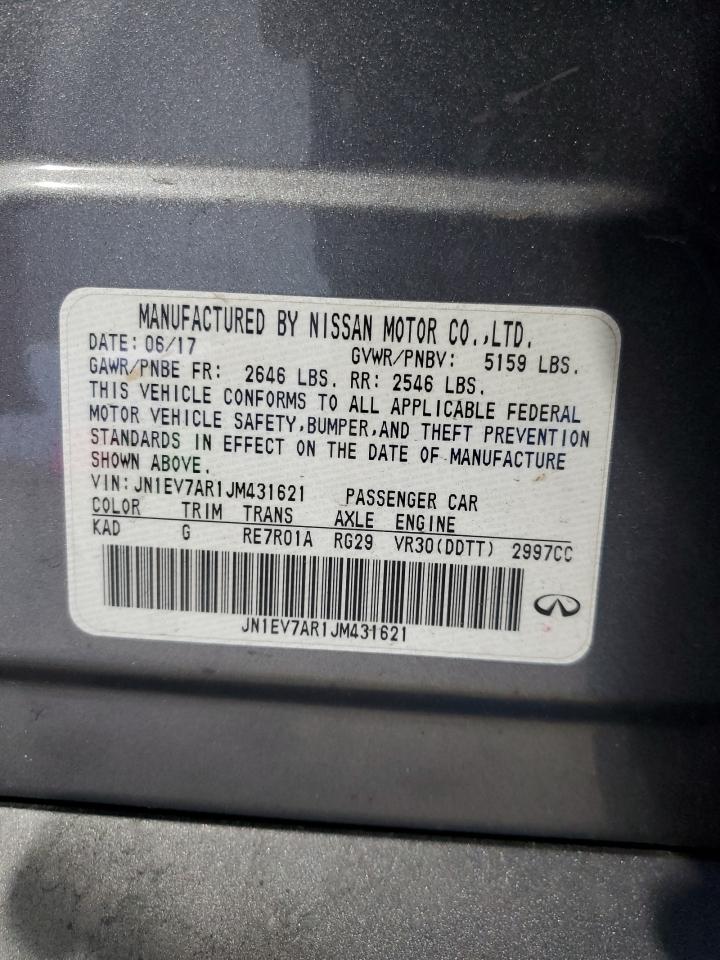 MANUFACTURED BY NISSAN MOTOR CO.,LTD.
DATE: 06/17 GVWR/PNBV: 5159 LBS.
GAWR/PNBE FR: 2646 LBS. RR: 2546 LBS.
THIS VEHICLE CONFORMS TO ALL APPLICABLE FEDERAL
MOTOR VEHICLE SAFETY,BUMPER,AND THEFT PREVENTION
STANDARDS IN EFFECT ON THE DATE OF MANUFACTURE
SHOWN ABOVE.
VIN:JN1EV7AR1JM431621 PASSENGER CAR
COLOR TRIM TRANS AXLE ENGINE
KAD G RE7R01A RG29 VR30(DDTT) 2997CC
JN1EV7AR1JM431621